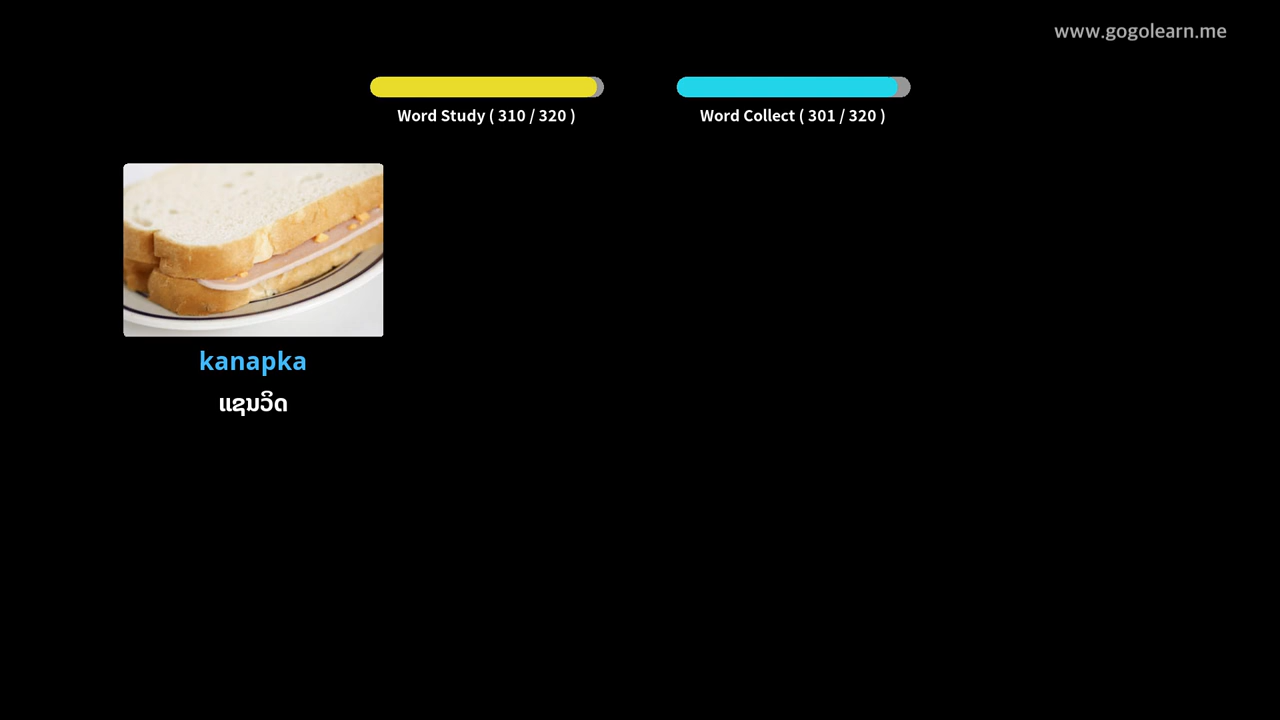 www.gogolearn.me
Word Study ( 310 / 320 )
Word Collect ( 301 / 320 )
kanapka
ແຊນວິດ